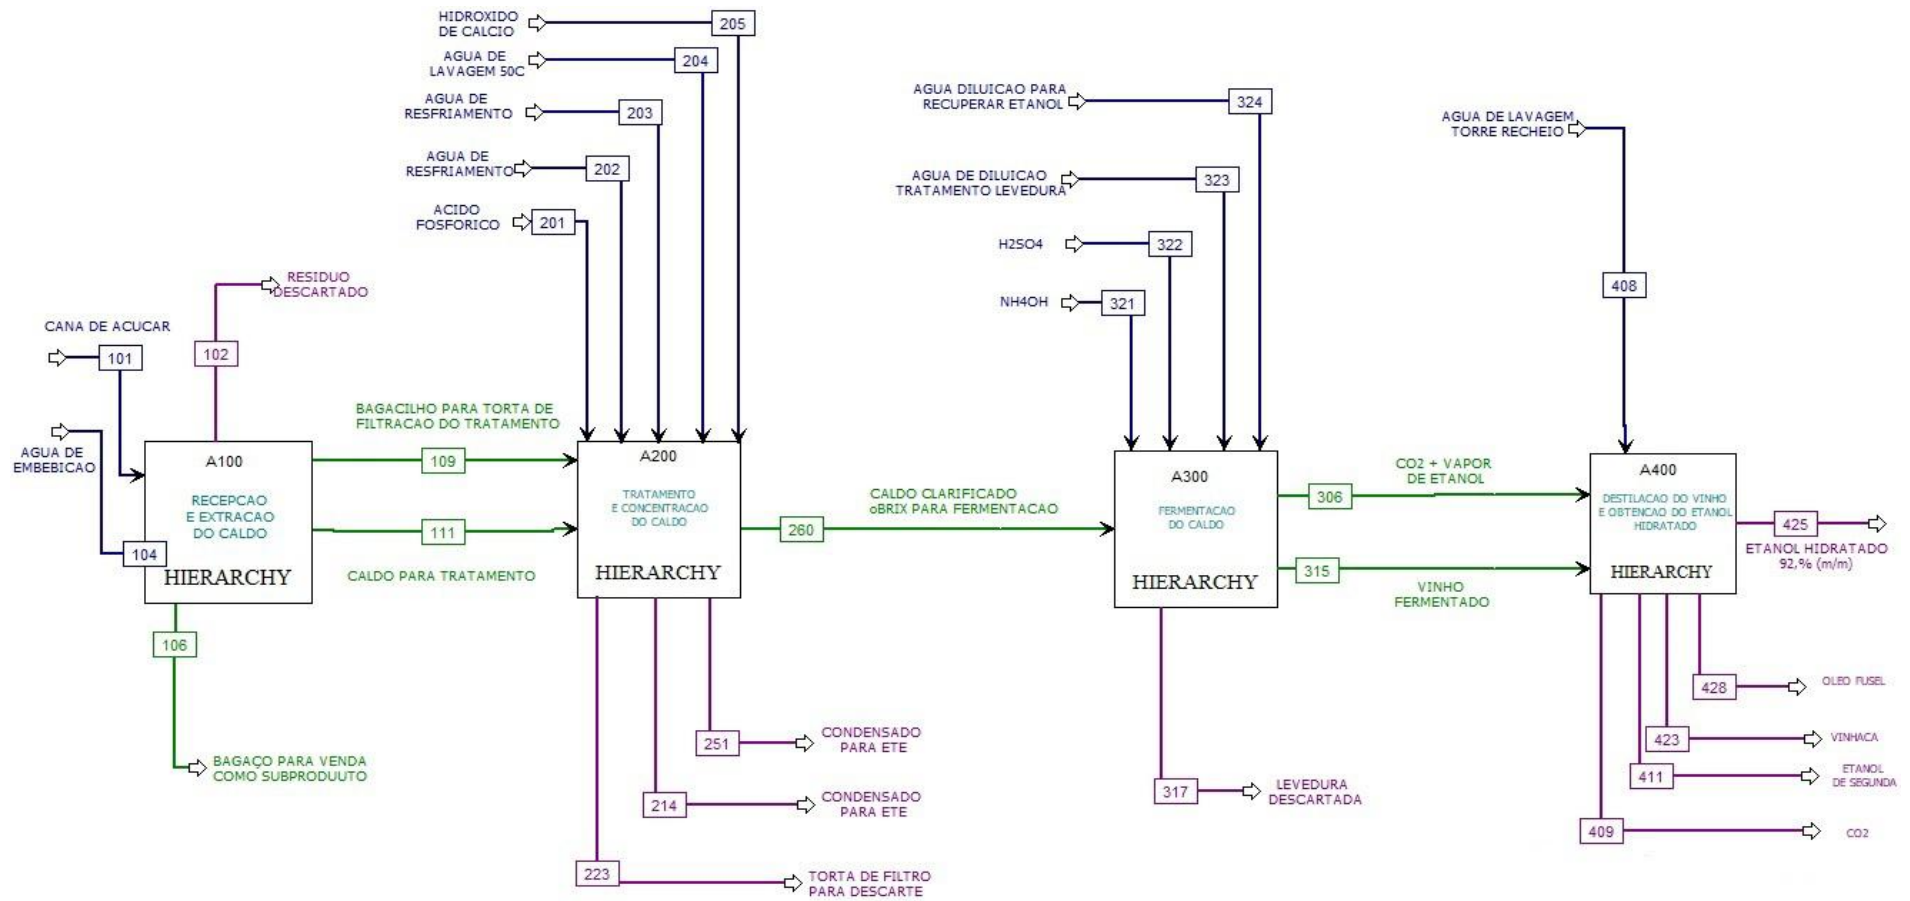 HIDROXIDO
DE CALCIO
205
AGUA DE
LAVAGEM 50C
204
AGUA DE
RESFRIAMENTO
203
AGUA DE
RESFRIAMENTO
202
ACIDO
FOSFORICO
201
AGUA DILUICAO PARA
RECUPERAR ETANOL
324
AGUA DE DILUICAO
TRATAMENTO LEVEDURA
323
H2SO4
322
NH4OH
321
AGUA DE LAVAGEM
TORRE RECHEIO
408
RESIDUO
DESCARTADO
102
CANA DE ACUCAR
101
AGUA DE
EMBEBICAO
104
A100
RECEPCAO
E EXTRACAO
DO CALDO
HIERARCHY
106
BAGAÇO PARA VENDA
COMO SUBPRODUUTO
BAGACILHO PARA TORTA DE
FILTRACAO DO TRATAMENTO
109
111
CALDO PARA TRATAMENTO
A200
TRATAMENTO
E CONCENTRACAO
DO CALDO
HIERARCHY
251
CONDENSADO
PARA ETE
214
CONDENSADO
PARA ETE
223
TORTA DE FILTRO
PARA DESCARTE
CALDO CLARIFICADO
oBRIX PARA FERMENTACAO
260
A300
FERMENTACAO
DO CALDO
HIERARCHY
317
LEVEDURA
DESCARTADA
CO2 + VAPOR
DE ETANOL
306
315
VINHO
FERMENTADO
A400
DESTILACAO DO VINHO
E OBTENCAO DO ETANOL
HIDRATADO
HIERARCHY
425
ETANOL HIDRATADO
92,% (m/m)
428
OLEO FUSEL
423
VINHACA
411
ETANOL
DE SEGUNDA
409
CO2